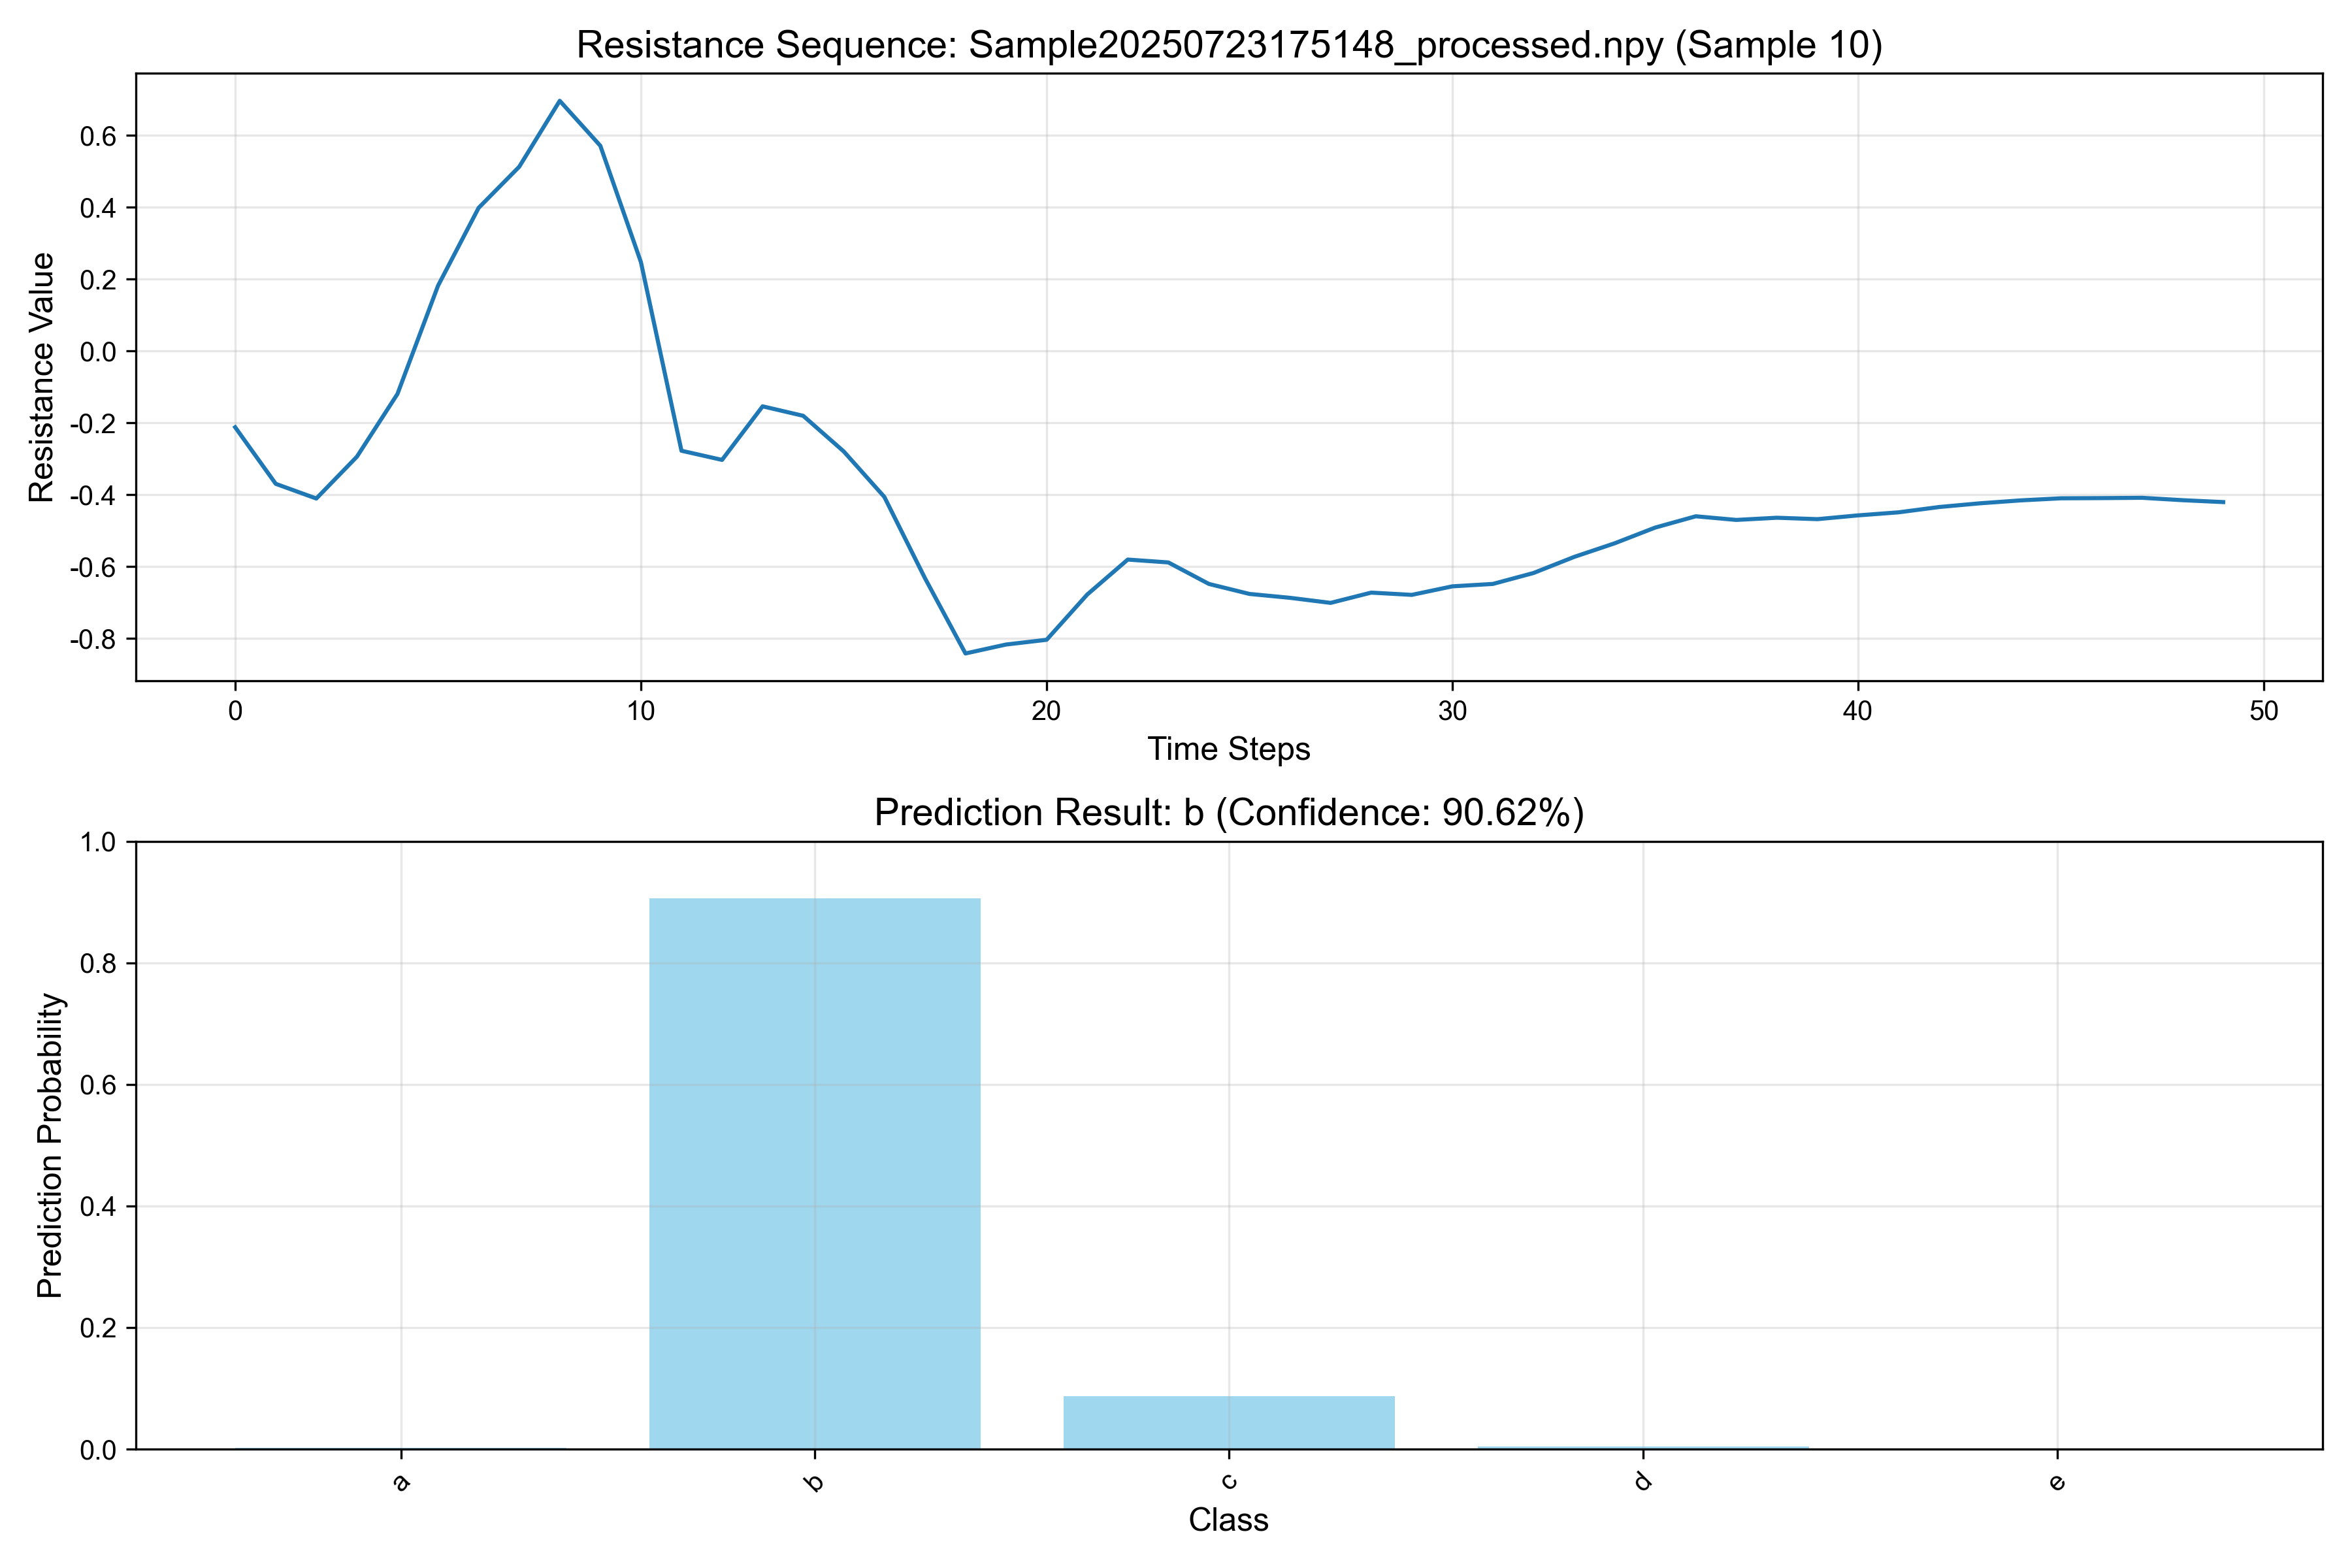 Resistance Sequence: Sample20250723175148_processed.npy (Sample 10)
Resistance Value
0.6
0.4
0.2
0.0
-0.2
-0.4
-0.6
-0.8
0 10 20 30 40 50
Time Steps
Prediction Result: b (Confidence: 90.62%)
Prediction Probability
1.0
0.8
0.6
0.4
0.2
0.0
a b c d e
Class